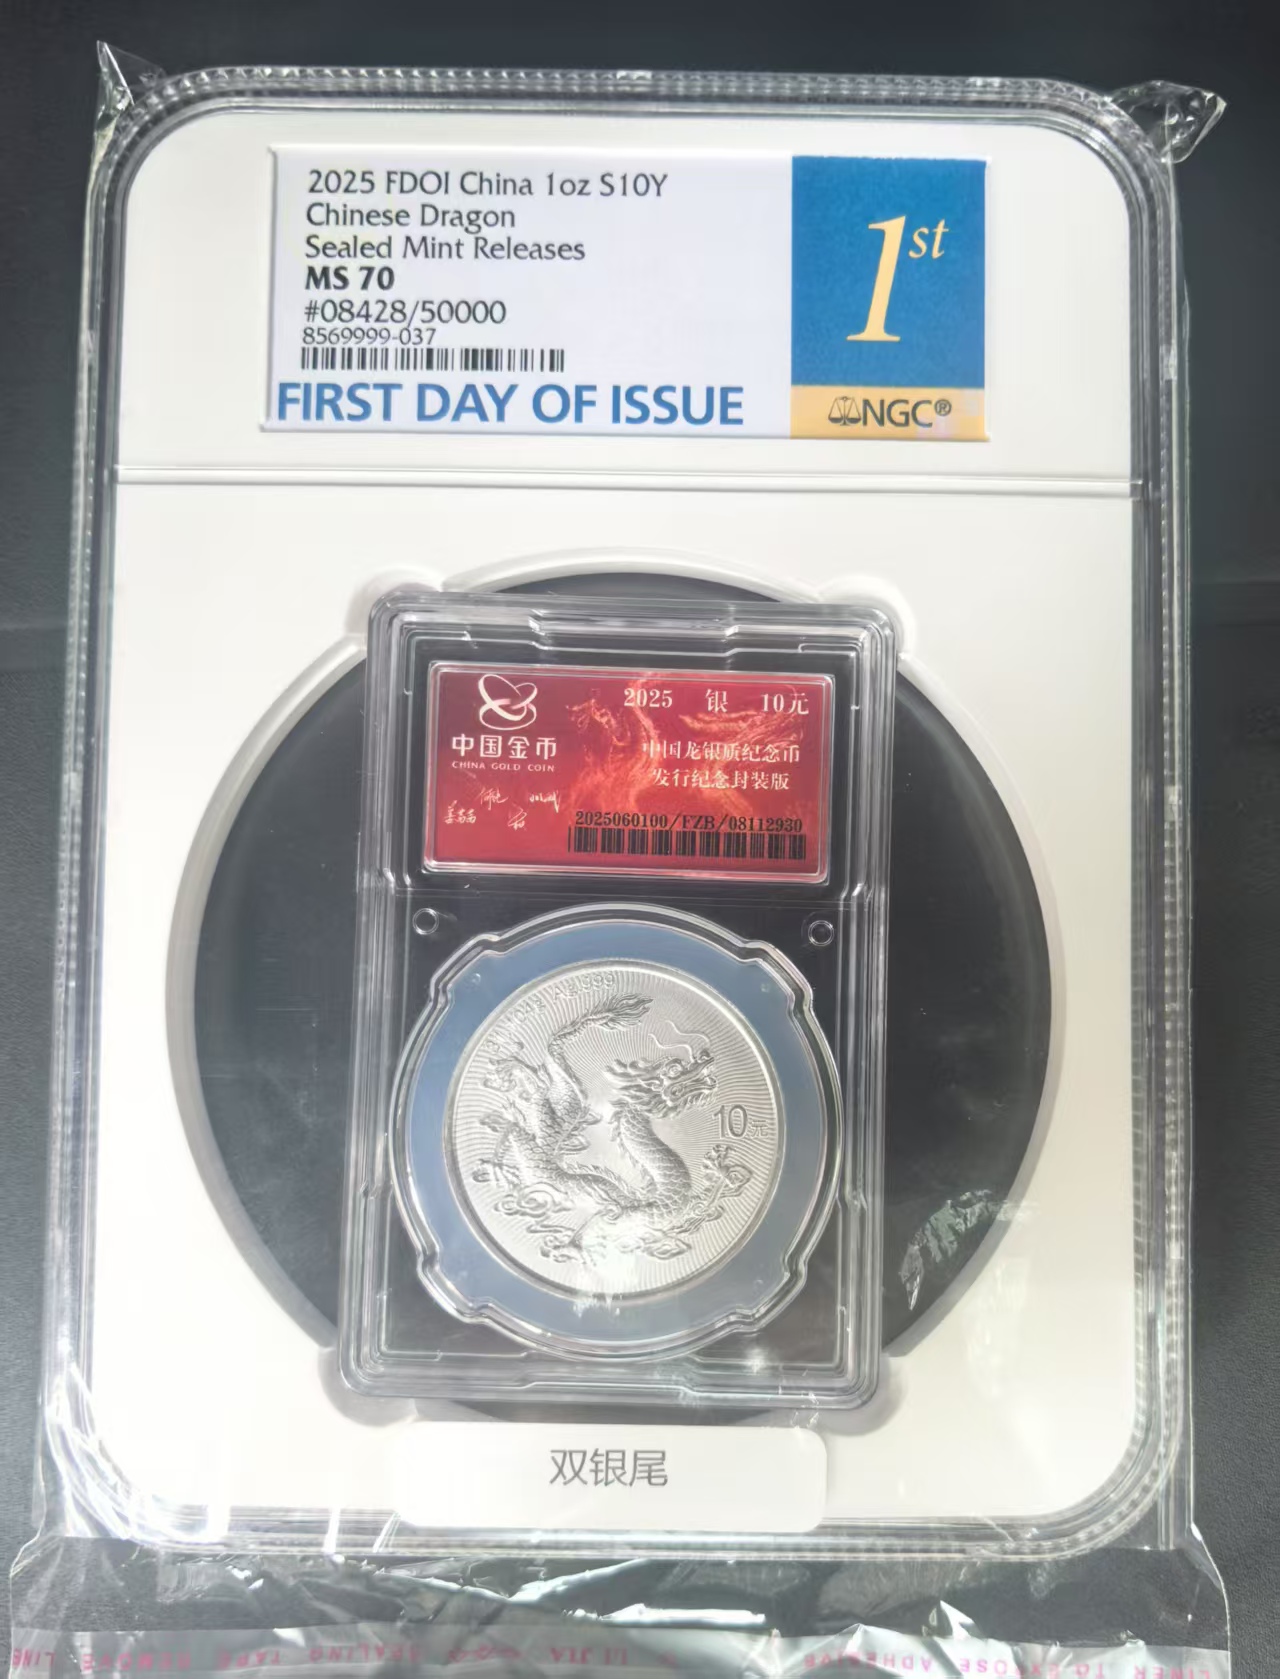 2025 FDOI China 1oz S10Y
Chinese Dragon
Sealed Mint Releases
MS 70
#08428/50000
8569999-037
FIRST DAY OF ISSUE
1st
NGC®
中国金币
CHINA GOLD COIN
2025 银 10元
中国龙银质纪念币
发行纪念封装版
2025060100/FZB/08112930
10元
双银尾